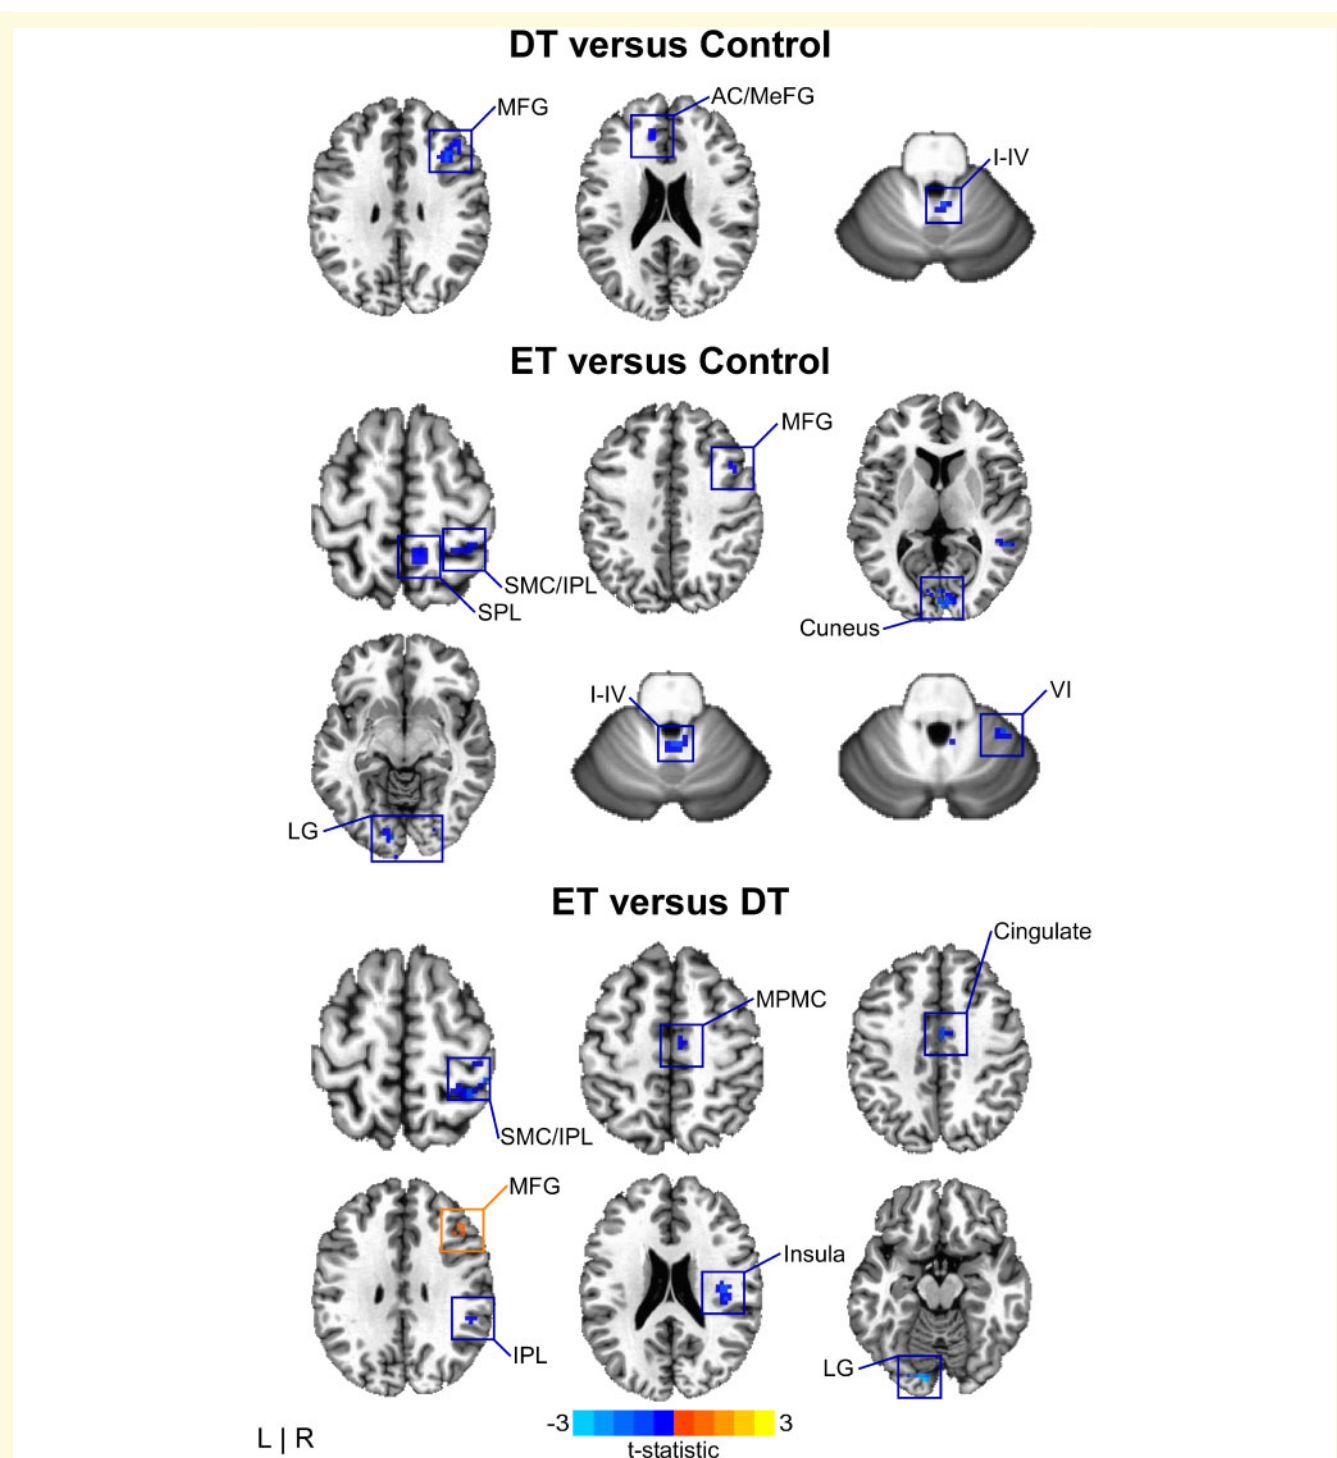 DT versus Control
MFG
AC/MeFG
I-IV
ET versus Control
MFG
SMC/IPL
SPL
Cuneus
I-IV
VI
LG
ET versus DT
Cingulate
MPMC
SMC/IPL
MFG
Insula
IPL
LG
-3
3
t-statistic
L | R